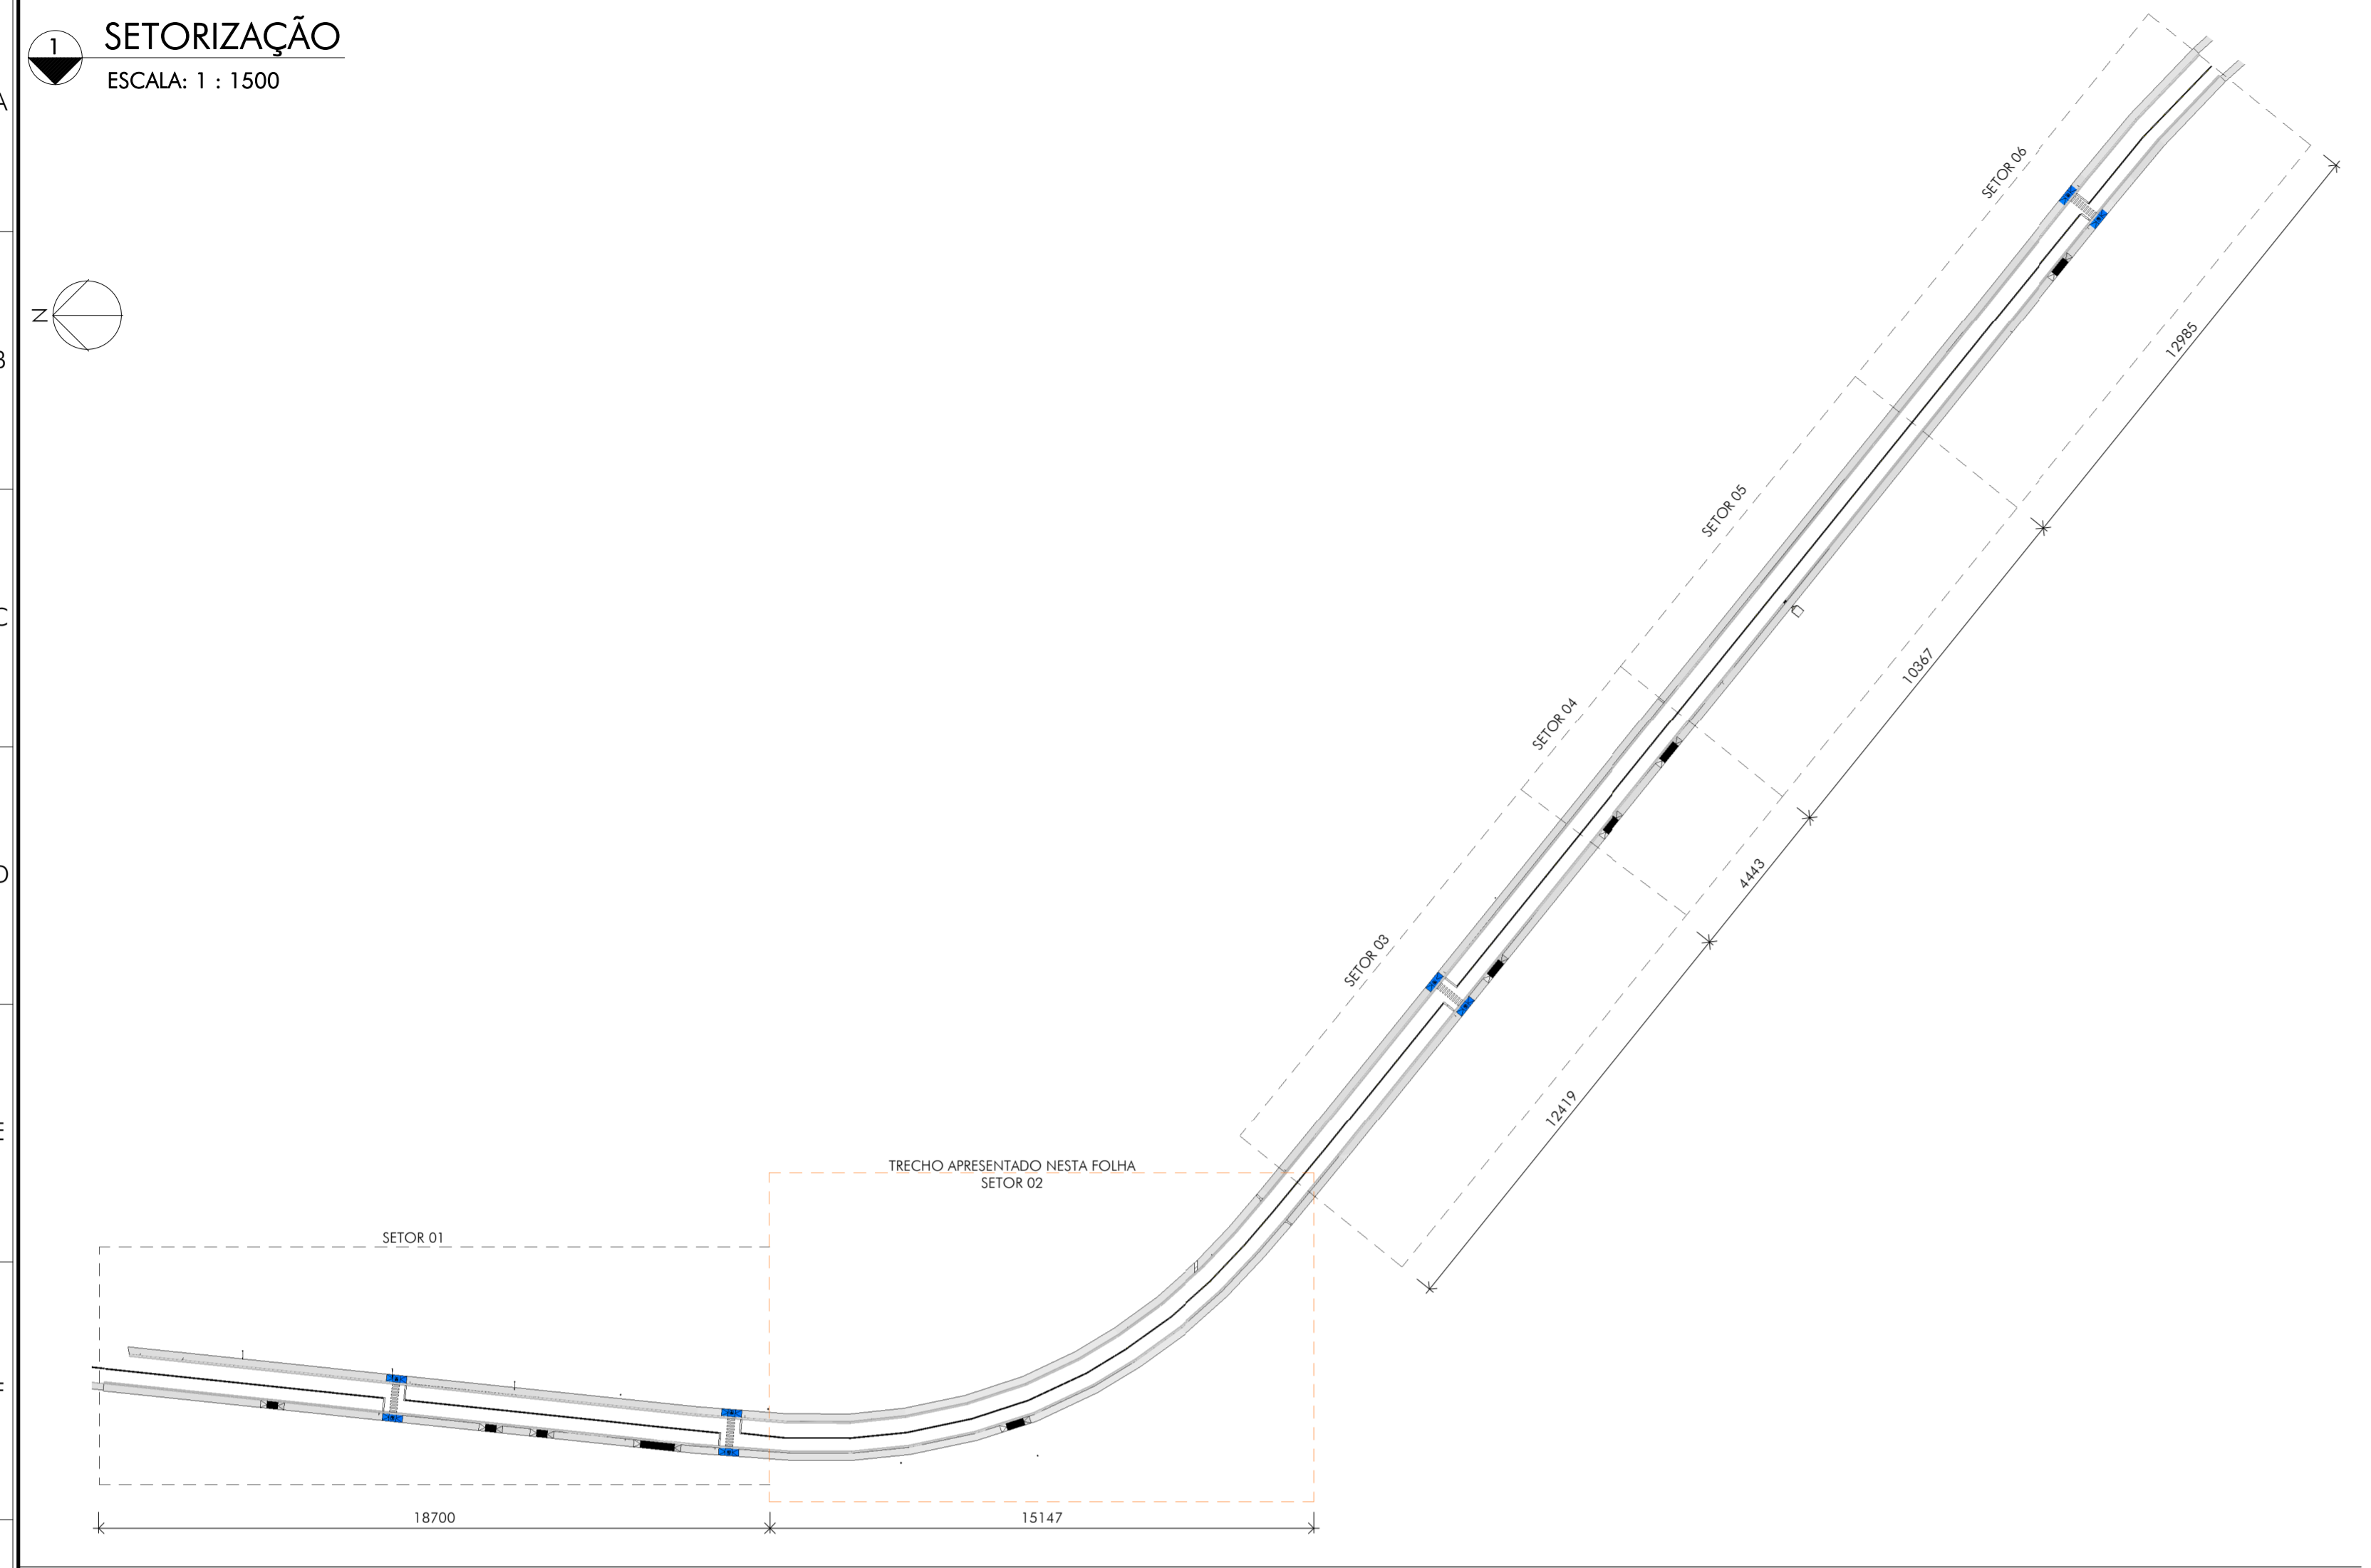 1
SETORIZAÇÃO
ESCALA: 1 : 1500
A
N
B
C
D
E
F
SETOR 06
12985
SETOR 05
10367
SETOR 04
4443
SETOR 03
12419
TRECHO APRESENTADO NESTA FOLHA
SETOR 02
SETOR 01
18700
15147